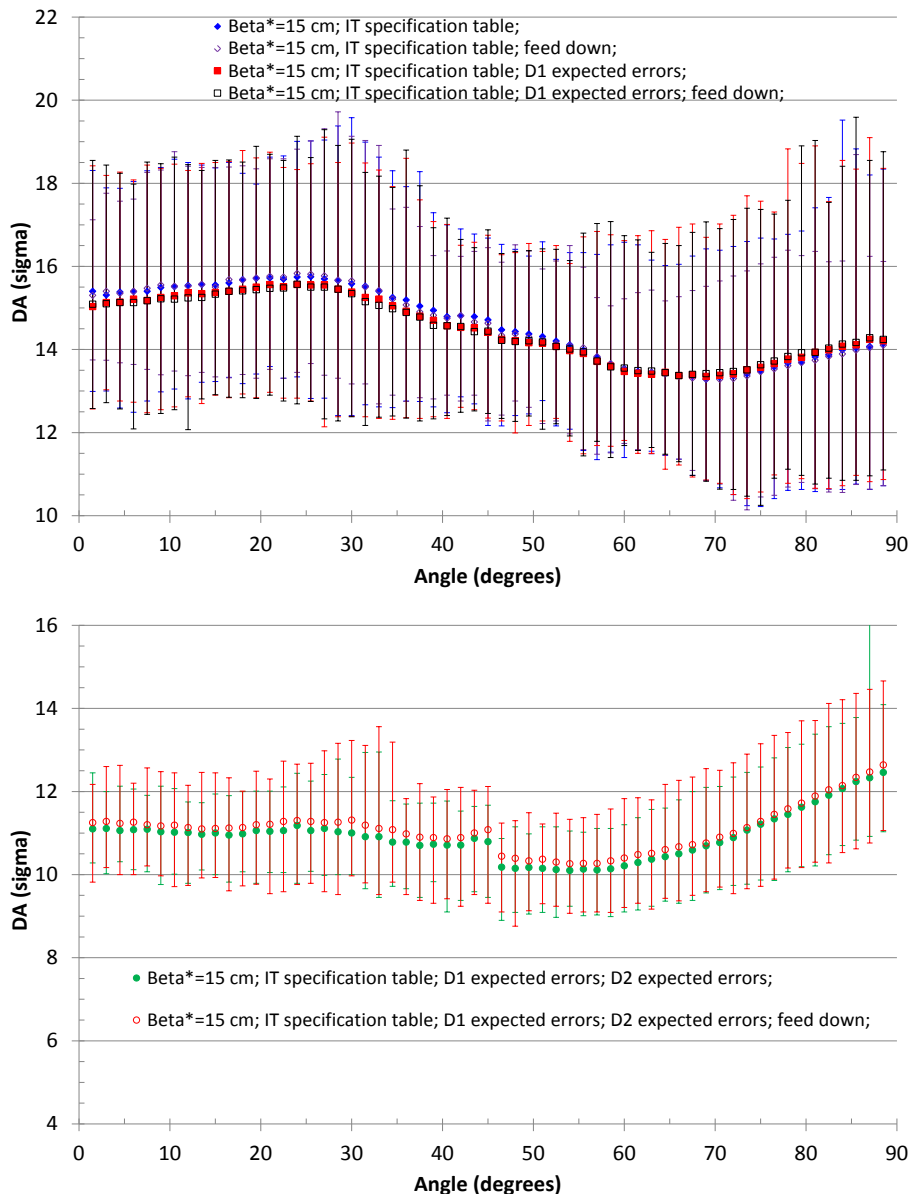 22
20
18
16
14
12
10
DA (sigma)
Beta*=15 cm; IT specification table;
Beta*=15 cm, IT specification table; feed down;
Beta*=15 cm; IT specification table; D1 expected errors;
Beta*=15 cm; IT specification table; D1 expected errors; feed down;
0 10 20 30 40 50 60 70 80 90
Angle (degrees)
16
14
12
10
8
6
4
DA (sigma)
Beta*=15 cm; IT specification table; D1 expected errors; D2 expected errors;
Beta*=15 cm; IT specification table; D1 expected errors; D2 expected errors; feed down;
0 10 20 30 40 50 60 70 80 90
Angle (degrees)